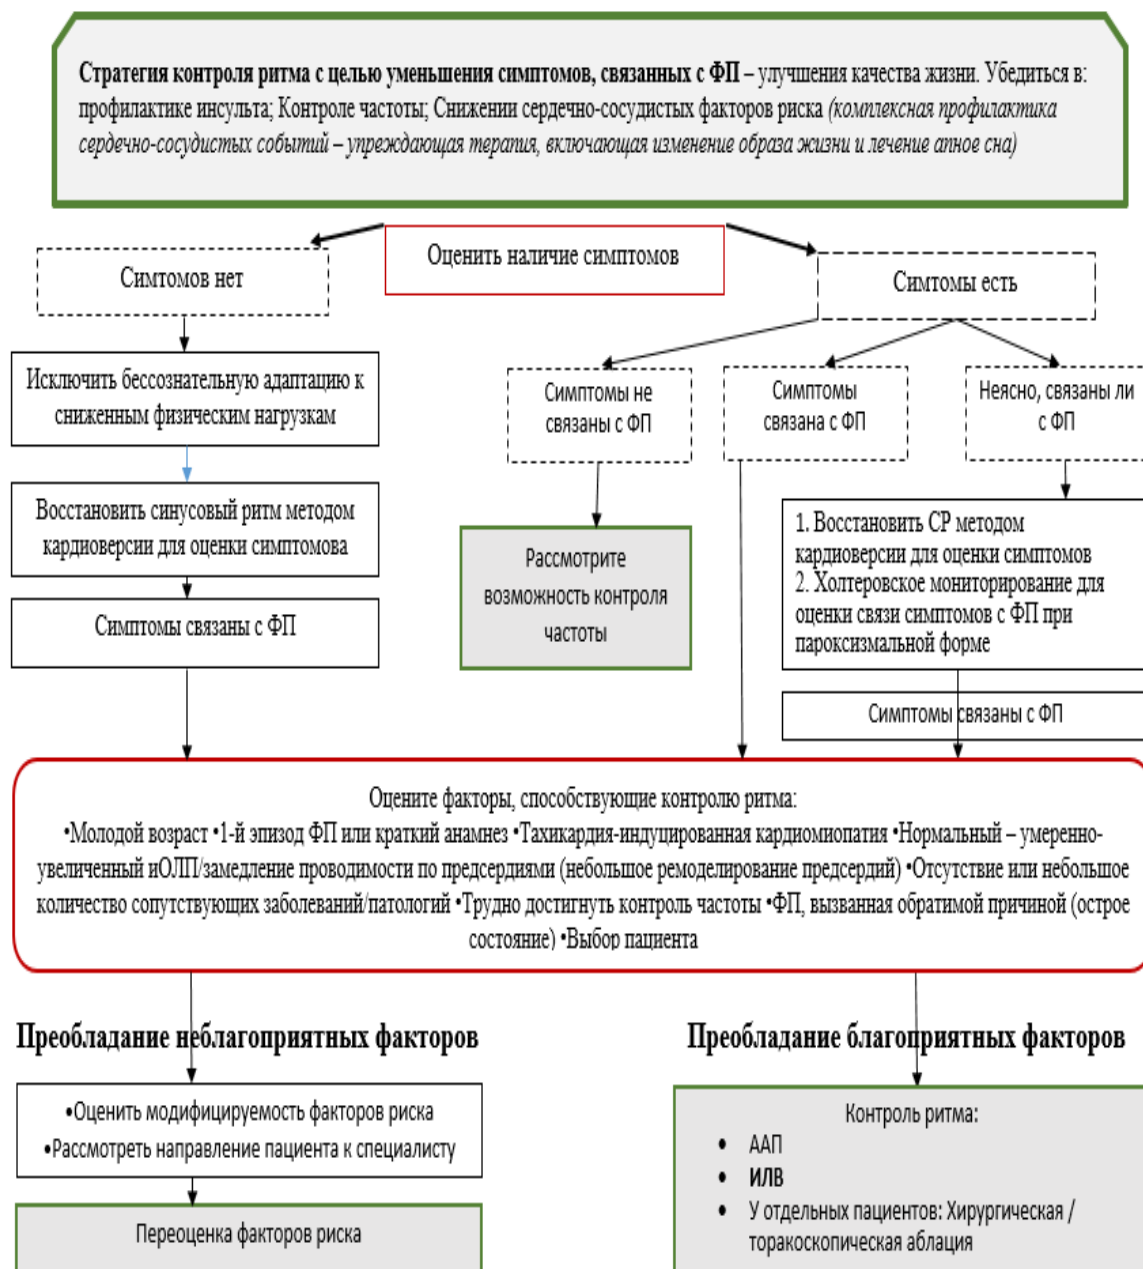 Стратегия контроля ритма с целью уменьшения симптомов, связанных с ФП – улучшения качества жизни. Убедиться в:
профилактике инсульта; Контроле частоты; Снижении сердечно-сосудистых факторов риска (комплексная профилактика
сердечно-сосудистых событий – упреждающая терапия, включающая изменение образа жизни и лечение апное сна)
Оценить наличие симптомов
Симтомов нет
Симтомы есть
Исключить бессознательную адаптацию к
сниженным физическим нагрузкам
Симптомы не
связаны с ФП
Симптомы
связана с ФП
Неясно, связаны ли
с ФП
Восстановить синусовый ритм методом
кардиоверсии для оценки симптомова
Рассмотрите
возможность контроля
частоты
1. Восстановить СР методом
кардиоверсии для оценки симптомов
2. Холтеровское мониторирование для
оценки связи симптомов с ФП при
пароксизмальной форме
Симптомы связаны с ФП
Симптомы связаны с ФП
Оцените факторы, способствующие контролю ритма:
•Молодой возраст •1-й эпизод ФП или краткий анамнез •Тахикардия-индуцированная кардиомиопатия •Нормальный – умеренно-
увеличенный иОЛП/замедление проводимости по предсердиями (небольшое ремоделирование предсердий) •Отсутствие или небольшое
количество сопутствующих заболеваний/патологий •Трудно достигнуть контроль частоты •ФП, вызванная обратимой причиной (острое
состояние) •Выбор пациента
Преобладание неблагоприятных факторов
Преобладание благоприятных факторов
•Оценить модифицируемость факторов риска
•Рассмотреть направление пациента к специалисту
Переоценка факторов риска
Контроль ритма:
• ААП
• ИЛВ
• У отдельных пациентов: Хирургическая /
торакоскопическая аблация